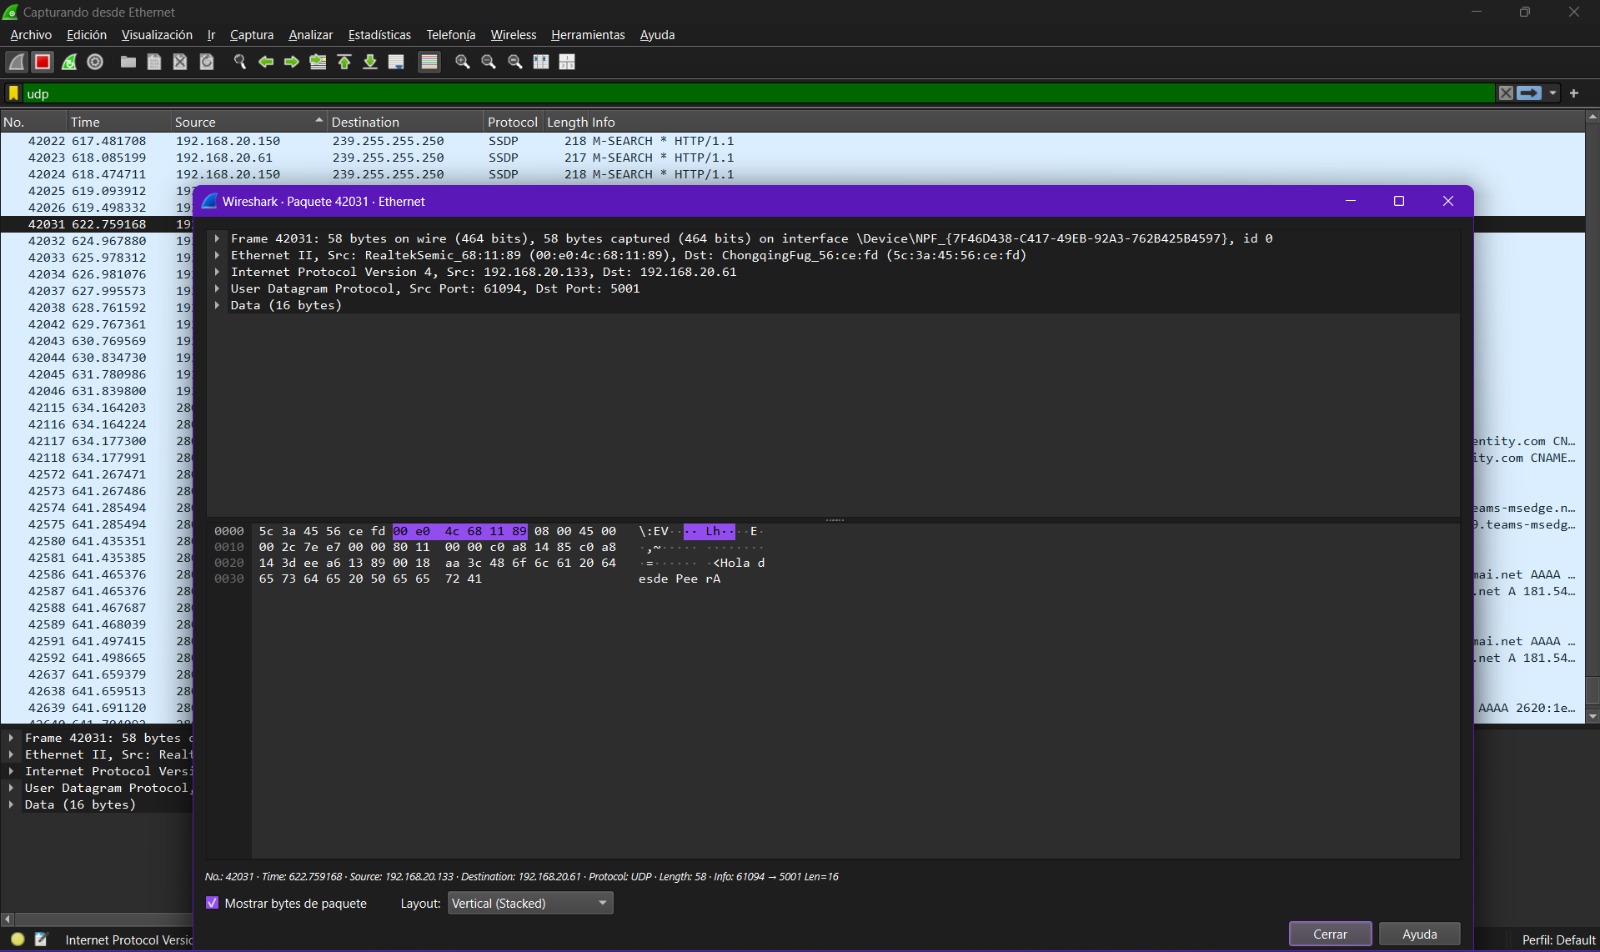 Capturando desde Ethernet
Archivo Edición Visualización Ir Captura Analizar Estadísticas Telefonía Wireless Herramientas Ayuda
udp
No. Time Source Destination Protocol Length Info
42022 617.481708 192.168.20.150 239.255.255.250 SSDP 218 M-SEARCH * HTTP/1.1
42023 618.085199 192.168.20.61 239.255.255.250 SSDP 217 M-SEARCH * HTTP/1.1
42024 618.474711 192.168.20.150 239.255.255.250 SSDP 218 M-SEARCH * HTTP/1.1
42025 619.093912 19
42026 619.498332 19
42031 622.759168 19
42032 624.967880 19
42033 625.978312 19
42034 626.981076 19
42037 627.995573 19
42038 628.761592 19
42042 629.767361 19
42043 630.769569 19
42044 630.834730 19
42045 631.780986 19
42046 631.839800 19
42115 634.164203 28
42116 634.164224 28
42117 634.177300 28 entity.com CN…
42118 634.177991 28 ity.com CNAME…
42572 641.267471 28
42573 641.267486 28
42574 641.285494 28 eams-msedge.n…
42575 641.285494 28 9.teams-msedg…
42580 641.435351 28
42581 641.435385 28
42586 641.465376 28 mai.net AAAA …
42587 641.465376 28 .net A 181.54…
42588 641.467687 28
42589 641.468039 28
42591 641.497415 28 mai.net AAAA …
42592 641.498665 28 .net A 181.54…
42637 641.659379 28
42638 641.659513 28
42639 641.691120 28 AAAA 2620:1e…
Wireshark · Paquete 42031 · Ethernet
Frame 42031: 58 bytes on wire (464 bits), 58 bytes captured (464 bits) on interface \Device\NPF_{7F46D438-C417-49EB-92A3-762B425B4597}, id 0
Ethernet II, Src: RealtekSemic_68:11:89 (00:e0:4c:68:11:89), Dst: ChongqingFug_56:ce:fd (5c:3a:45:56:ce:fd)
Internet Protocol Version 4, Src: 192.168.20.133, Dst: 192.168.20.61
User Datagram Protocol, Src Port: 61094, Dst Port: 5001
Data (16 bytes)
0000 5c 3a 45 56 ce fd 00 e0 4c 68 11 89 08 00 45 00 \:EV···· Lh····E·
0010 00 2c 7e e7 00 00 80 11 00 00 c0 a8 14 85 c0 a8 ·,~····· ········
0020 14 3d ee a6 13 89 00 18 aa 3c 48 6f 6c 61 20 64 ·=······ ·<Hola d
0030 65 73 64 65 20 50 65 65 72 41 esde Pee rA
No.: 42031 · Time: 622.759168 · Source: 192.168.20.133 · Destination: 192.168.20.61 · Protocol: UDP · Length: 58 · Info: 61094 → 5001 Len=16
Mostrar bytes de paquete Layout: Vertical (Stacked)
Cerrar Ayuda
Frame 42031: 58 bytes
Ethernet II, Src: Realt
Internet Protocol Versi
User Datagram Protocol,
Data (16 bytes)
Internet Protocol Versio
Perfil: Default